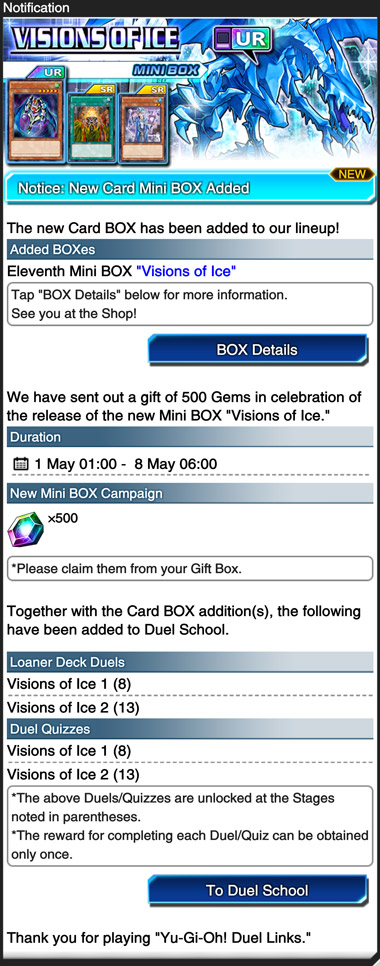 Notification
VISIONS OF ICE
UR
MINI BOX
UR
SR
SR
NEW
Notice: New Card Mini BOX Added
The new Card BOX has been added to our lineup!
Added BOXes
Eleventh Mini BOX "Visions of Ice"
Tap "BOX Details" below for more information.
See you at the Shop!
BOX Details
We have sent out a gift of 500 Gems in celebration of
the release of the new Mini BOX "Visions of Ice."
Duration
1 May 01:00 - 8 May 06:00
New Mini BOX Campaign
×500
*Please claim them from your Gift Box.
Together with the Card BOX addition(s), the following
have been added to Duel School.
Loaner Deck Duels
Visions of Ice 1 (8)
Visions of Ice 2 (13)
Duel Quizzes
Visions of Ice 1 (8)
Visions of Ice 2 (13)
*The above Duels/Quizzes are unlocked at the Stages
noted in parentheses.
*The reward for completing each Duel/Quiz can be obtained
only once.
To Duel School
Thank you for playing "Yu-Gi-Oh! Duel Links."